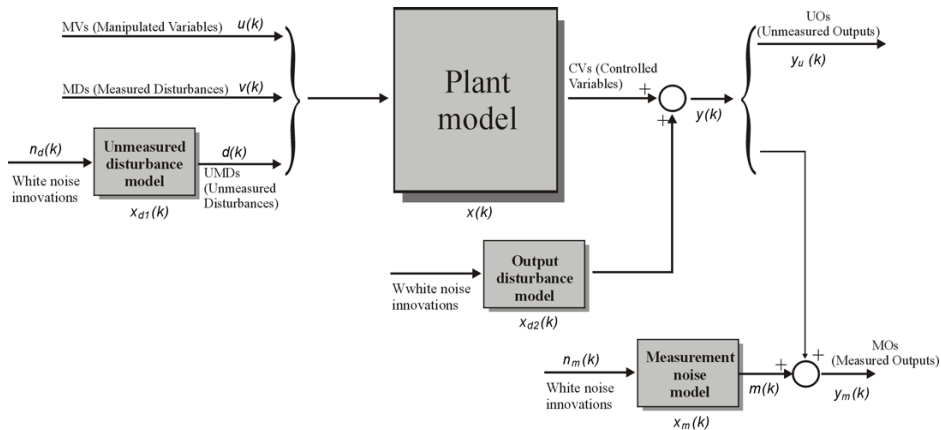 MVs (Manipulated Variables) u(k)
MDs (Measured Disturbances) v(k)
n_d(k)
White noise
innovations
Unmeasured
disturbance
model
x_d1(k)
d(k)
UMDs
(Unmeasured
Disturbances)
Plant
model
x(k)
CVs (Controlled
Variables)
+
+
y(k)
UOs
(Unmeasured Outputs)
y_u (k)
Wwhite noise
innovations
Output
disturbance
model
x_d2(k)
n_m(k)
White noise
innovations
Measurement
noise
model
x_m(k)
m(k)
+
+
MOs
(Measured Outputs)
y_m(k)